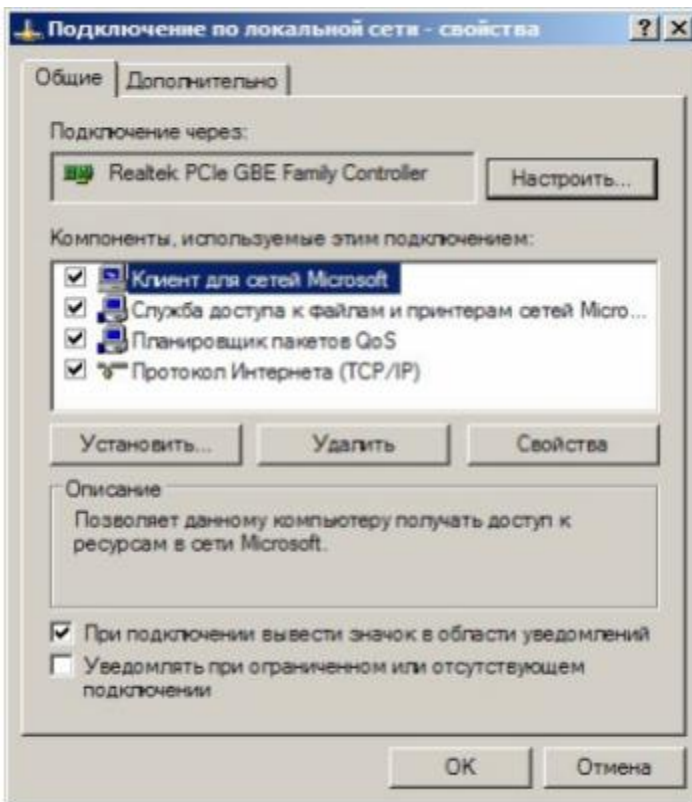 Подключение по локальной сети - свойства
Общие
Дополнительно
Подключение через:
Realtek PCIe GBE Family Controller
Настроить...
Компоненты, используемые этим подключением:
Клиент для сетей Microsoft
Служба доступа к файлам и принтерам сетей Micro...
Планировщик пакетов QoS
Протокол Интернета (TCP/IP)
Установить...
Удалить
Свойства
Описание
Позволяет данному компьютеру получать доступ к
ресурсам в сети Microsoft.
При подключении вывести значок в области уведомлений
Уведомлять при ограниченном или отсутствующем
подключении
OK
Отмена